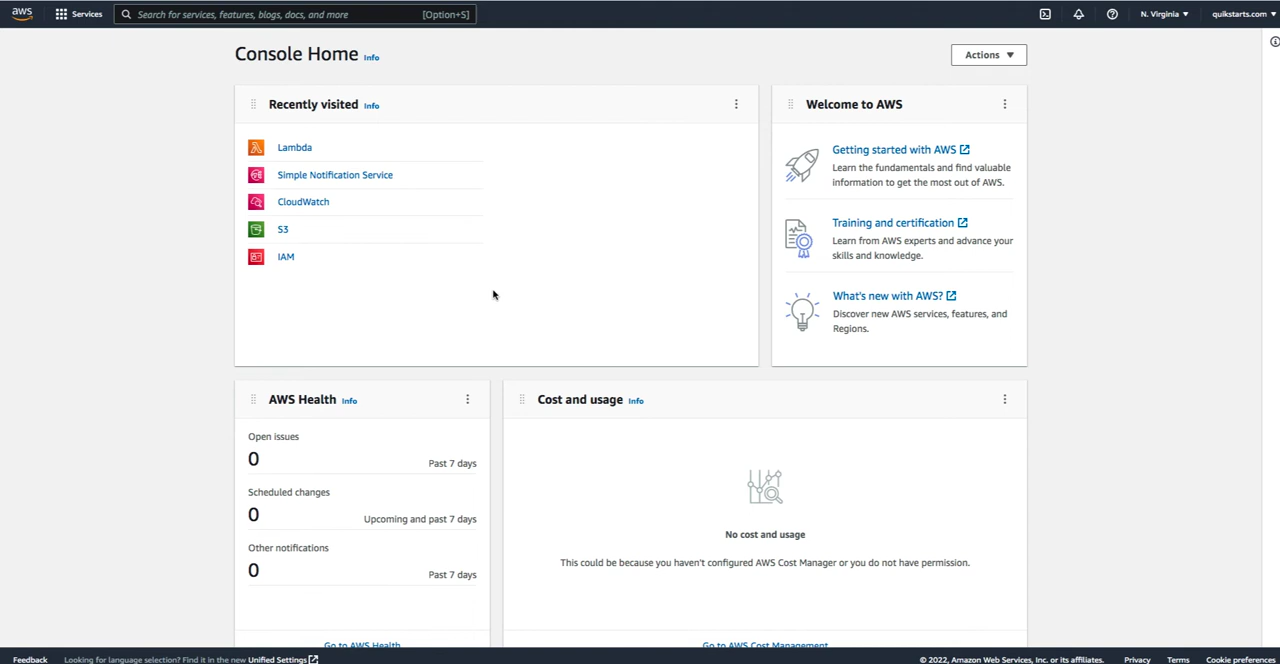 aws
Services
Search for services, features, blogs, docs, and more
[Option+S]
N. Virginia
quikstarts.com
Console Home Info
Actions
Recently visited Info
Lambda
Simple Notification Service
CloudWatch
S3
IAM
Welcome to AWS
Getting started with AWS
Learn the fundamentals and find valuable
information to get the most out of AWS.
Training and certification
Learn from AWS experts and advance your
skills and knowledge.
What's new with AWS?
Discover new AWS services, features, and
Regions.
AWS Health Info
Open issues
0
Past 7 days
Scheduled changes
0
Upcoming and past 7 days
Other notifications
0
Past 7 days
Go to AWS Health
Cost and usage Info
No cost and usage
This could be because you haven't configured AWS Cost Manager or you do not have permission.
Go to AWS Cost Management
Feedback
Looking for language selection? Find it in the new Unified Settings
© 2022, Amazon Web Services, Inc. or its affiliates.
Privacy
Terms
Cookie preferences